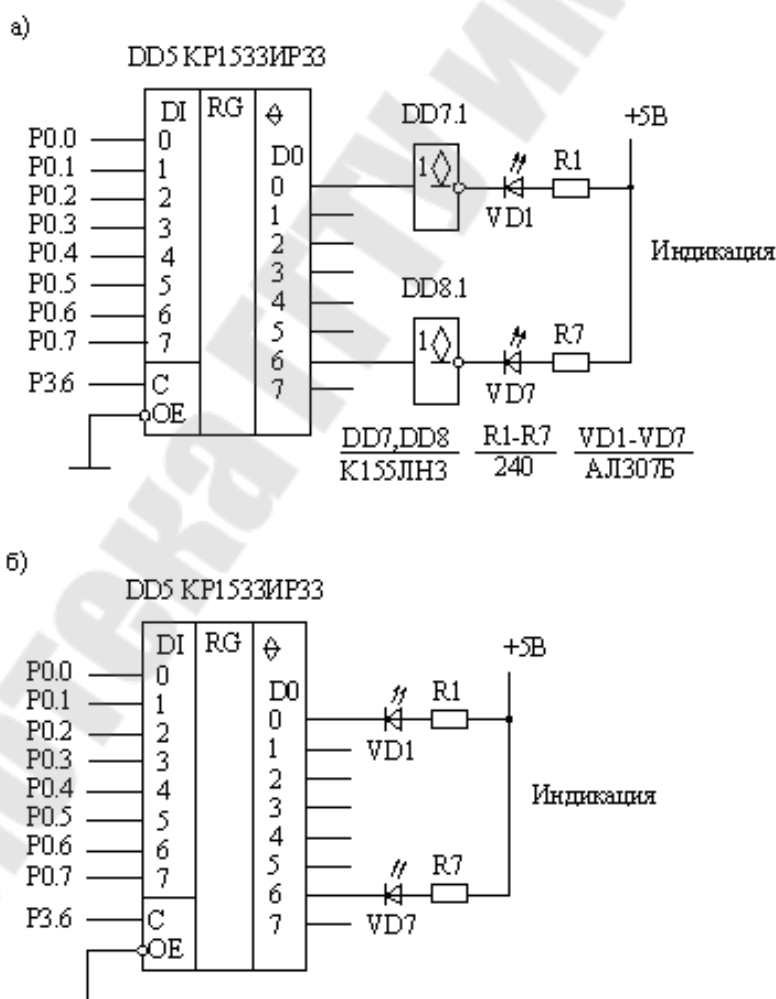 а)
DD5 КР1533ИР33
DI RG D0
P0.0 0
P0.1 1
P0.2 2
P0.3 3
P0.4 4
P0.5 5
P0.6 6
P0.7 7
P3.6 C
OE
0
1
2
3
4
5
6
7
DD7.1
1
VD1
R1
+5В
Индикация
DD8.1
1
VD7
R7
DD7,DD8 R1-R7 VD1-VD7
К155ЛН3 240 АЛ307Б
б)
DD5 КР1533ИР33
DI RG D0
P0.0 0
P0.1 1
P0.2 2
P0.3 3
P0.4 4
P0.5 5
P0.6 6
P0.7 7
P3.6 C
OE
0
1
2
3
4
5
6
7
VD1
R1
+5В
Индикация
VD7
R7